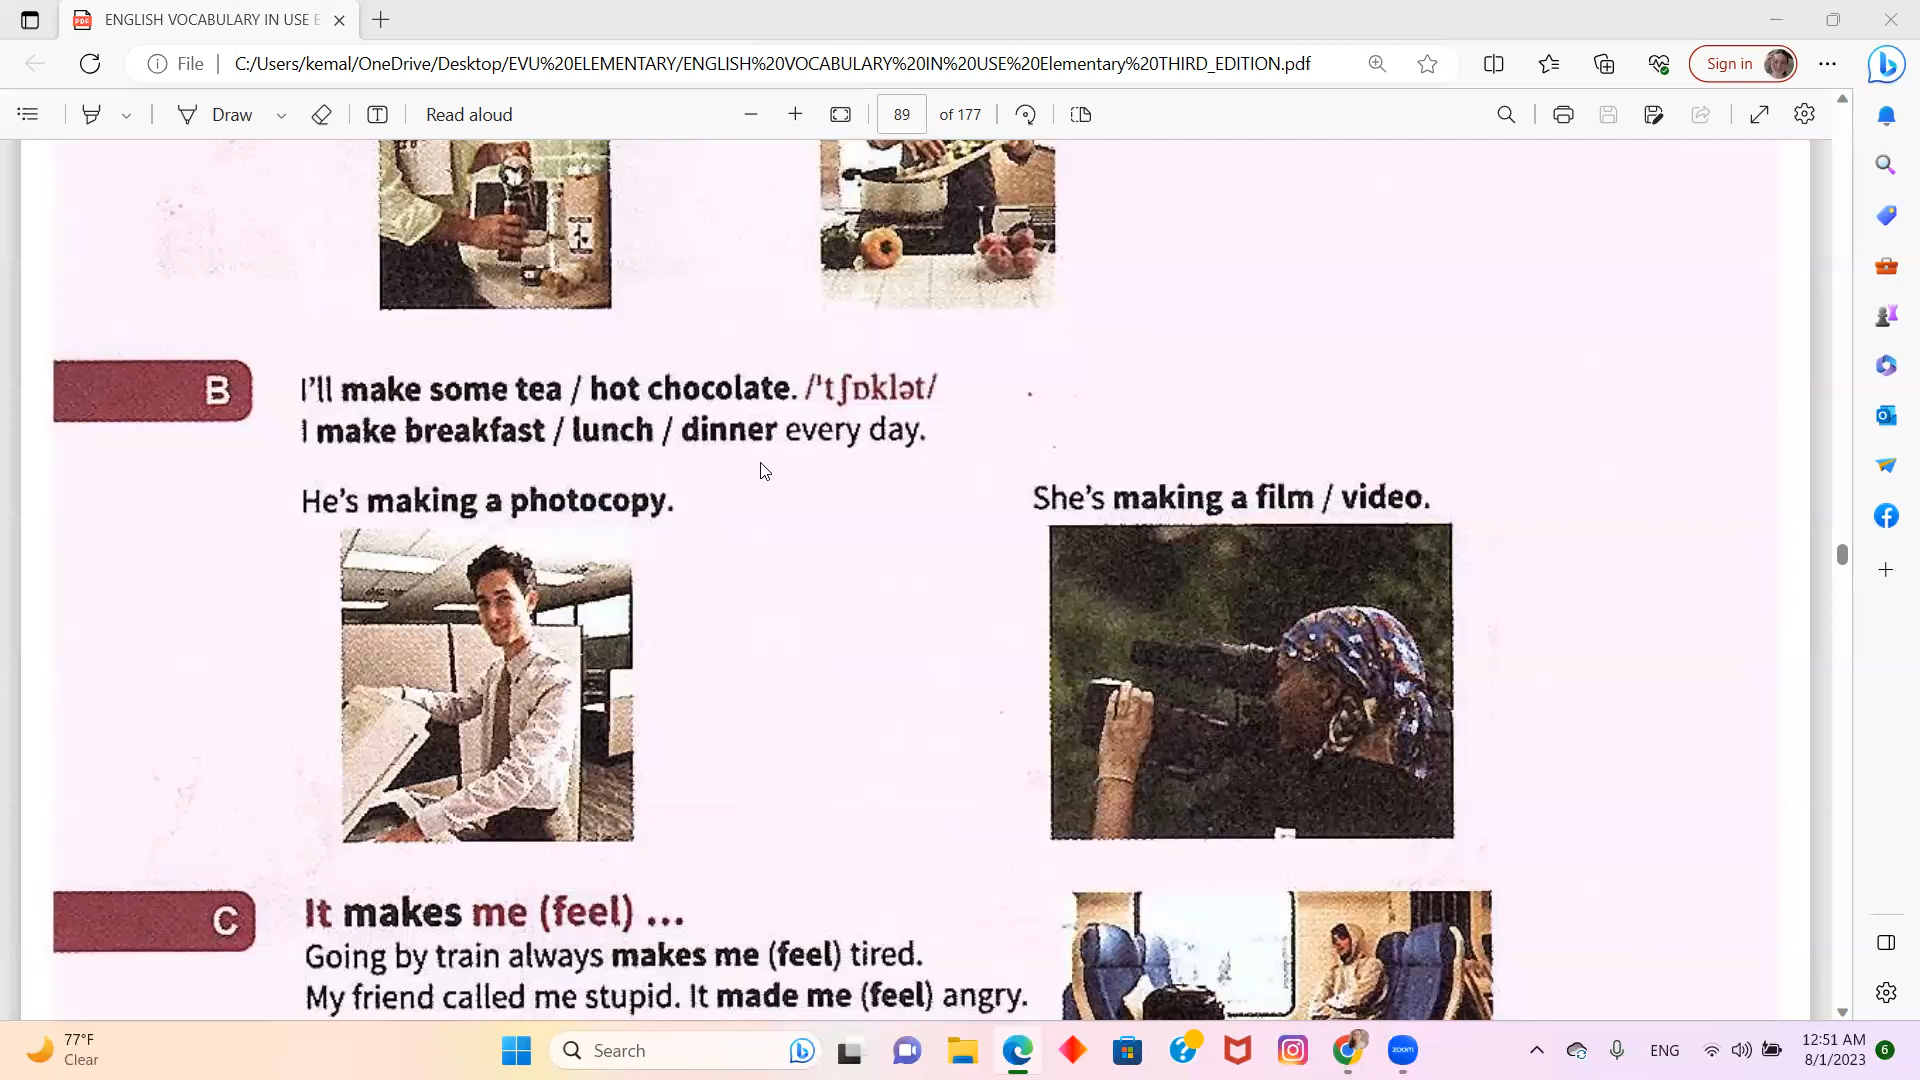 ENGLISH VOCABULARY IN USE E
File
C:/Users/kemal/OneDrive/Desktop/EVU%20ELEMENTARY/ENGLISH%20VOCABULARY%20IN%20USE%20Elementary%20THIRD_EDITION.pdf
Sign in
Draw
Read aloud
89 of 177
B
I'll make some tea / hot chocolate. /ˈtʃɒklət/
I make breakfast / lunch / dinner every day.
He's making a photocopy.
She's making a film / video.
C
It makes me (feel) ...
Going by train always makes me (feel) tired.
My friend called me stupid. It made me (feel) angry.
77°F
Clear
Search
zoom
ENG
12:51 AM
8/1/2023
6